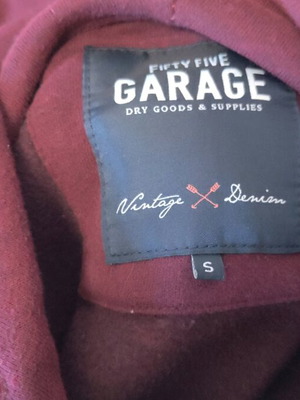 FIFTY FIVE
GARAGE
DRY GOODS & SUPPLIES
Vintage Denim
S